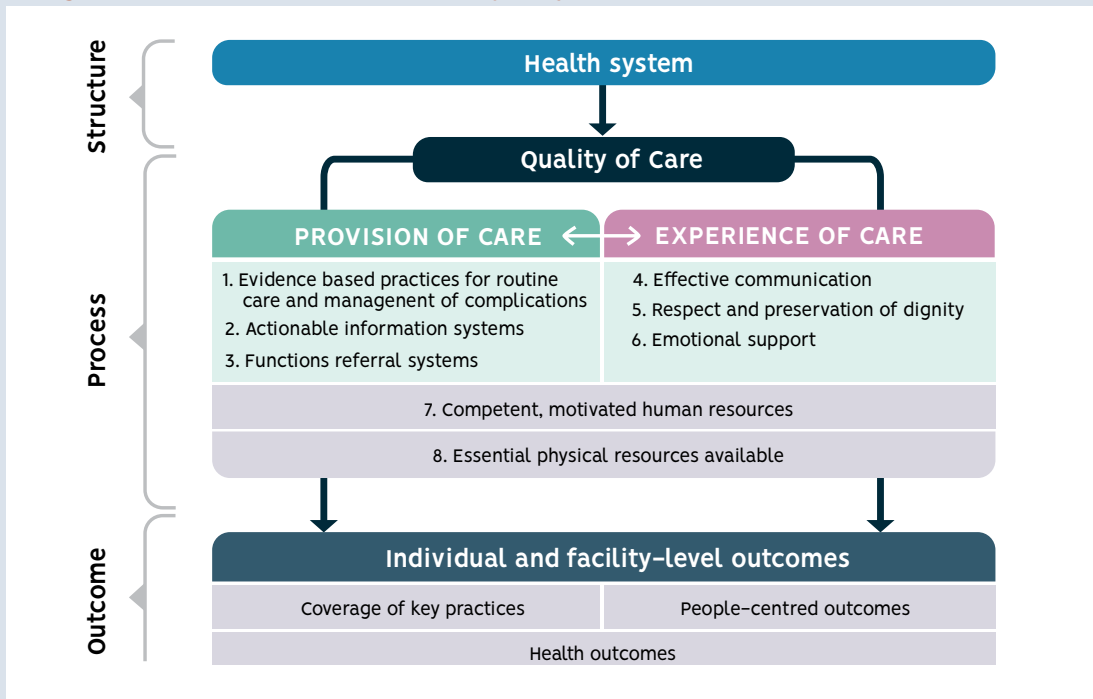 Structure
Health system
Quality of Care
Process
PROVISION OF CARE
EXPERIENCE OF CARE
1. Evidence based practices for routine
care and managenent of complications
2. Actionable information systems
3. Functions referral systems
4. Effective communication
5. Respect and preservation of dignity
6. Emotional support
7. Competent, motivated human resources
8. Essential physical resources available
Outcome
Individual and facility-level outcomes
Coverage of key practices
People-centred outcomes
Health outcomes